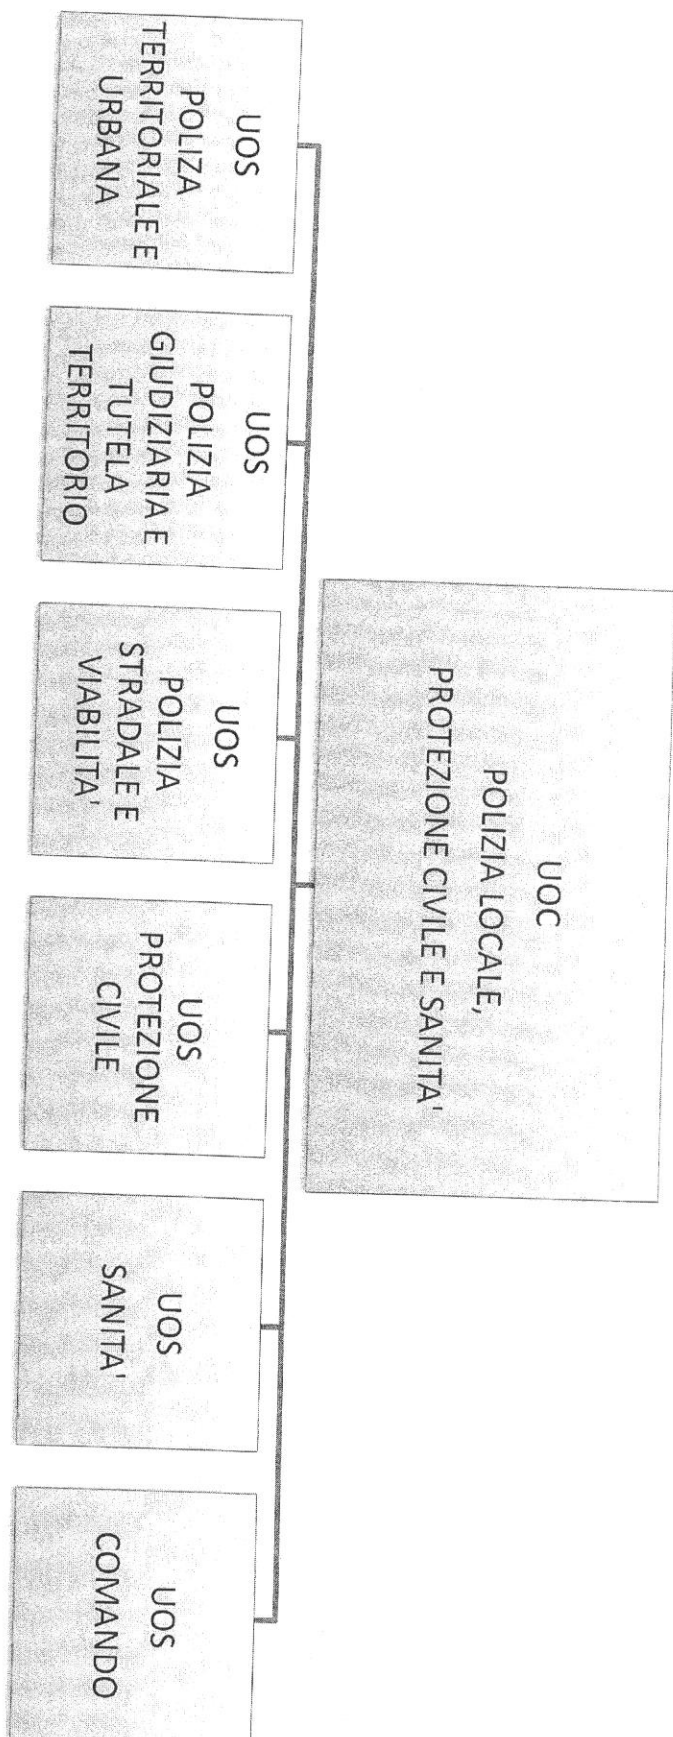 UOC
POLIZIA LOCALE,
PROTEZIONE CIVILE E SANITA'
UOS
POLIZA
TERRITORIALE E
URBANA
UOS
POLIZIA
GIUDIZIARIA E
TUTELA
TERRITORIO
UOS
POLIZIA
STRADALE E
VIABILITA'
UOS
PROTEZIONE
CIVILE
UOS
SANITA'
UOS
COMANDO